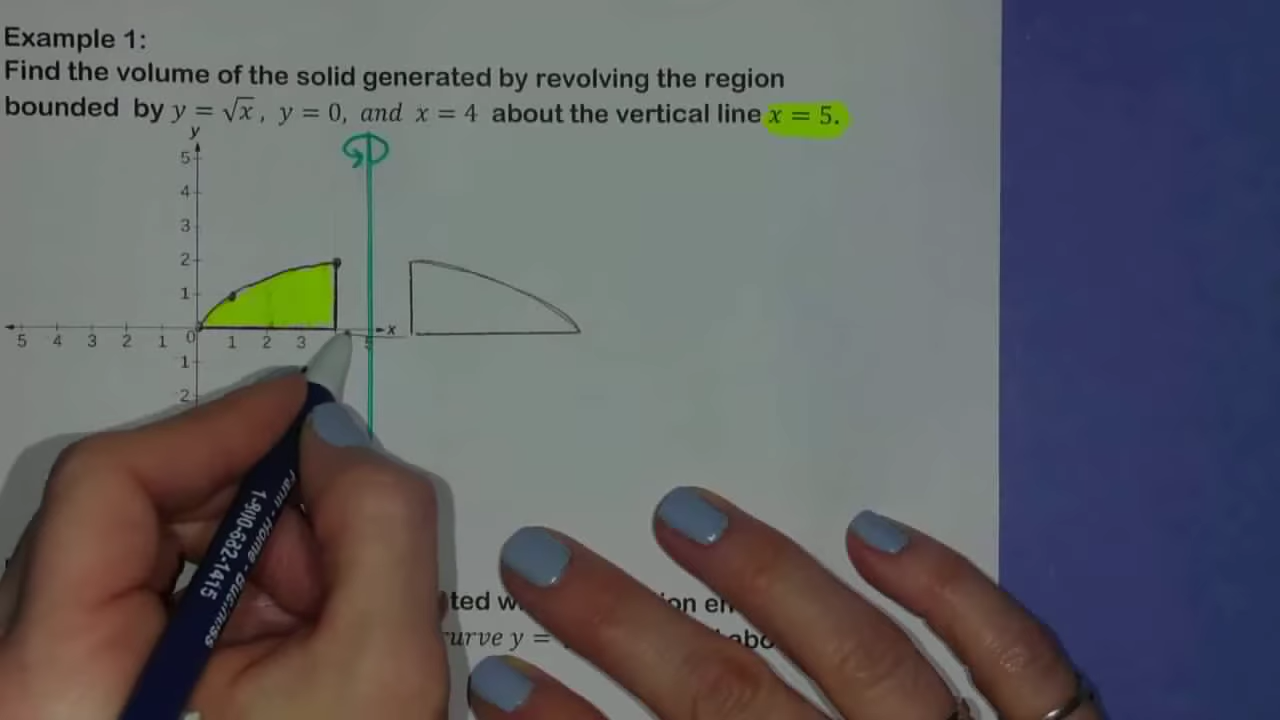 Example 1:
Find the volume of the solid generated by revolving the region
bounded by y = √x, y = 0, and x = 4 about the vertical line x = 5.
y
5
4
3
2
1
5 4 3 2 1 0 1 2 3 5 x
1
2
1-800-682-1415
ted
urve y =